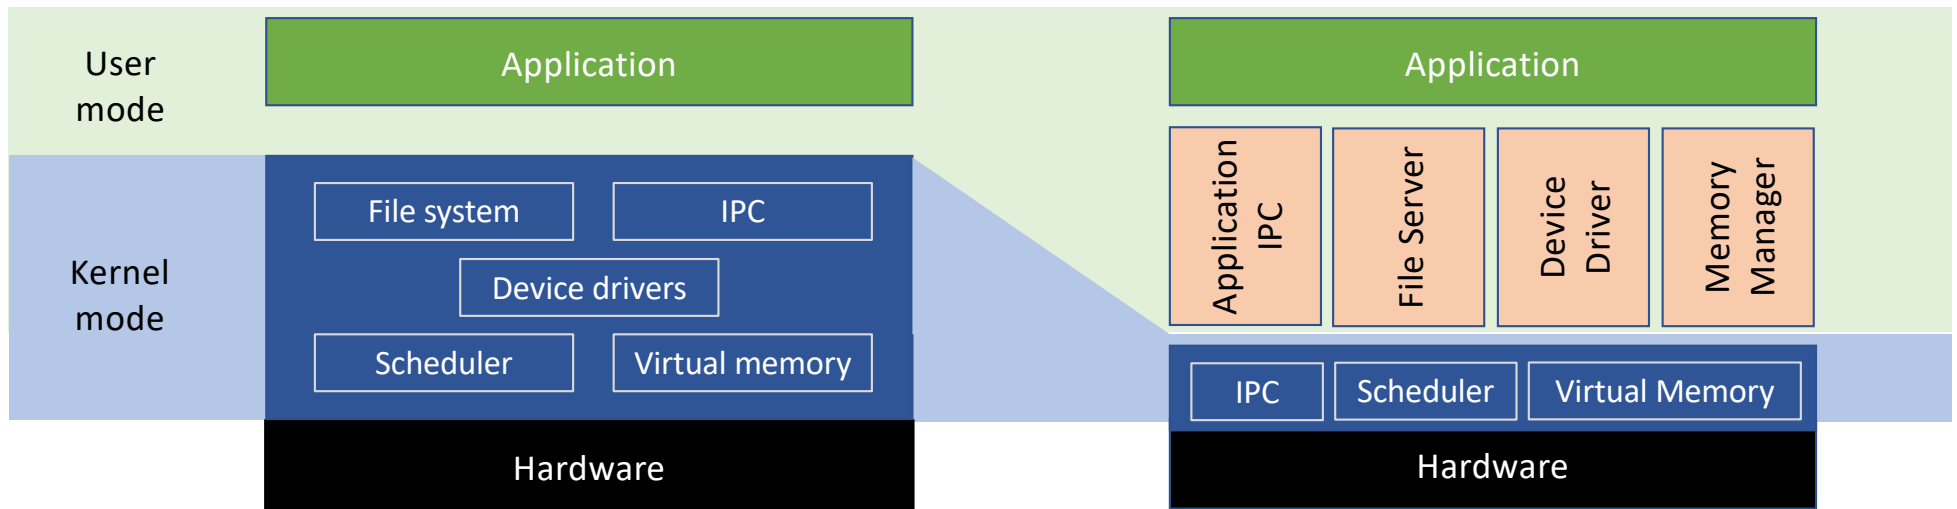 User
mode
Application
Application
Kernel
mode
File system
IPC
Device drivers
Scheduler
Virtual memory
Hardware
Application
IPC
File Server
Device
Driver
Memory
Manager
IPC
Scheduler
Virtual Memory
Hardware